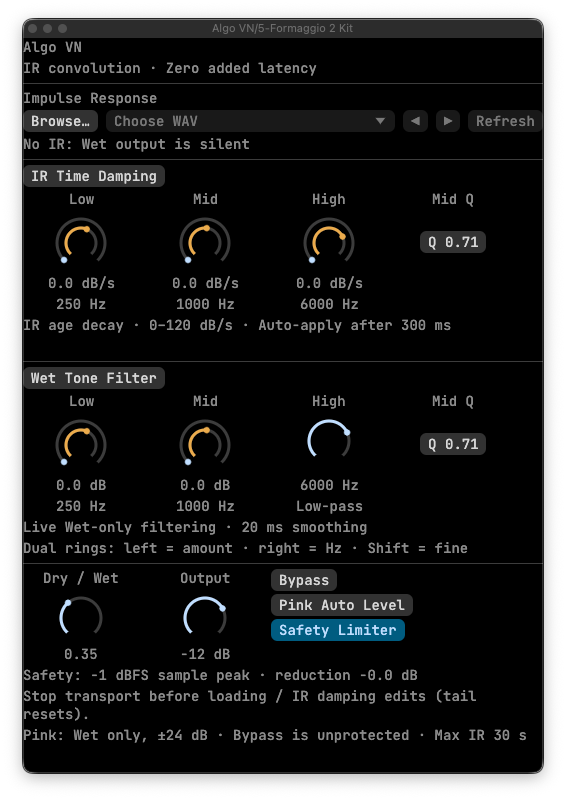 Algo VN/5-Formaggio 2 Kit
Algo VN
IR convolution · Zero added latency
Impulse Response
Browse… Choose WAV Refresh
No IR: Wet output is silent
IR Time Damping
Low Mid High Mid Q
Q 0.71
0.0 dB/s 0.0 dB/s 0.0 dB/s
250 Hz 1000 Hz 6000 Hz
IR age decay · 0–120 dB/s · Auto-apply after 300 ms
Wet Tone Filter
Low Mid High Mid Q
Q 0.71
0.0 dB 0.0 dB 6000 Hz
250 Hz 1000 Hz Low-pass
Live Wet-only filtering · 20 ms smoothing
Dual rings: left = amount · right = Hz · Shift = fine
Dry / Wet Output Bypass
Pink Auto Level
Safety Limiter
0.35 -12 dB
Safety: -1 dBFS sample peak · reduction -0.0 dB
Stop transport before loading / IR damping edits (tail
resets).
Pink: Wet only, ±24 dB · Bypass is unprotected · Max IR 30 s